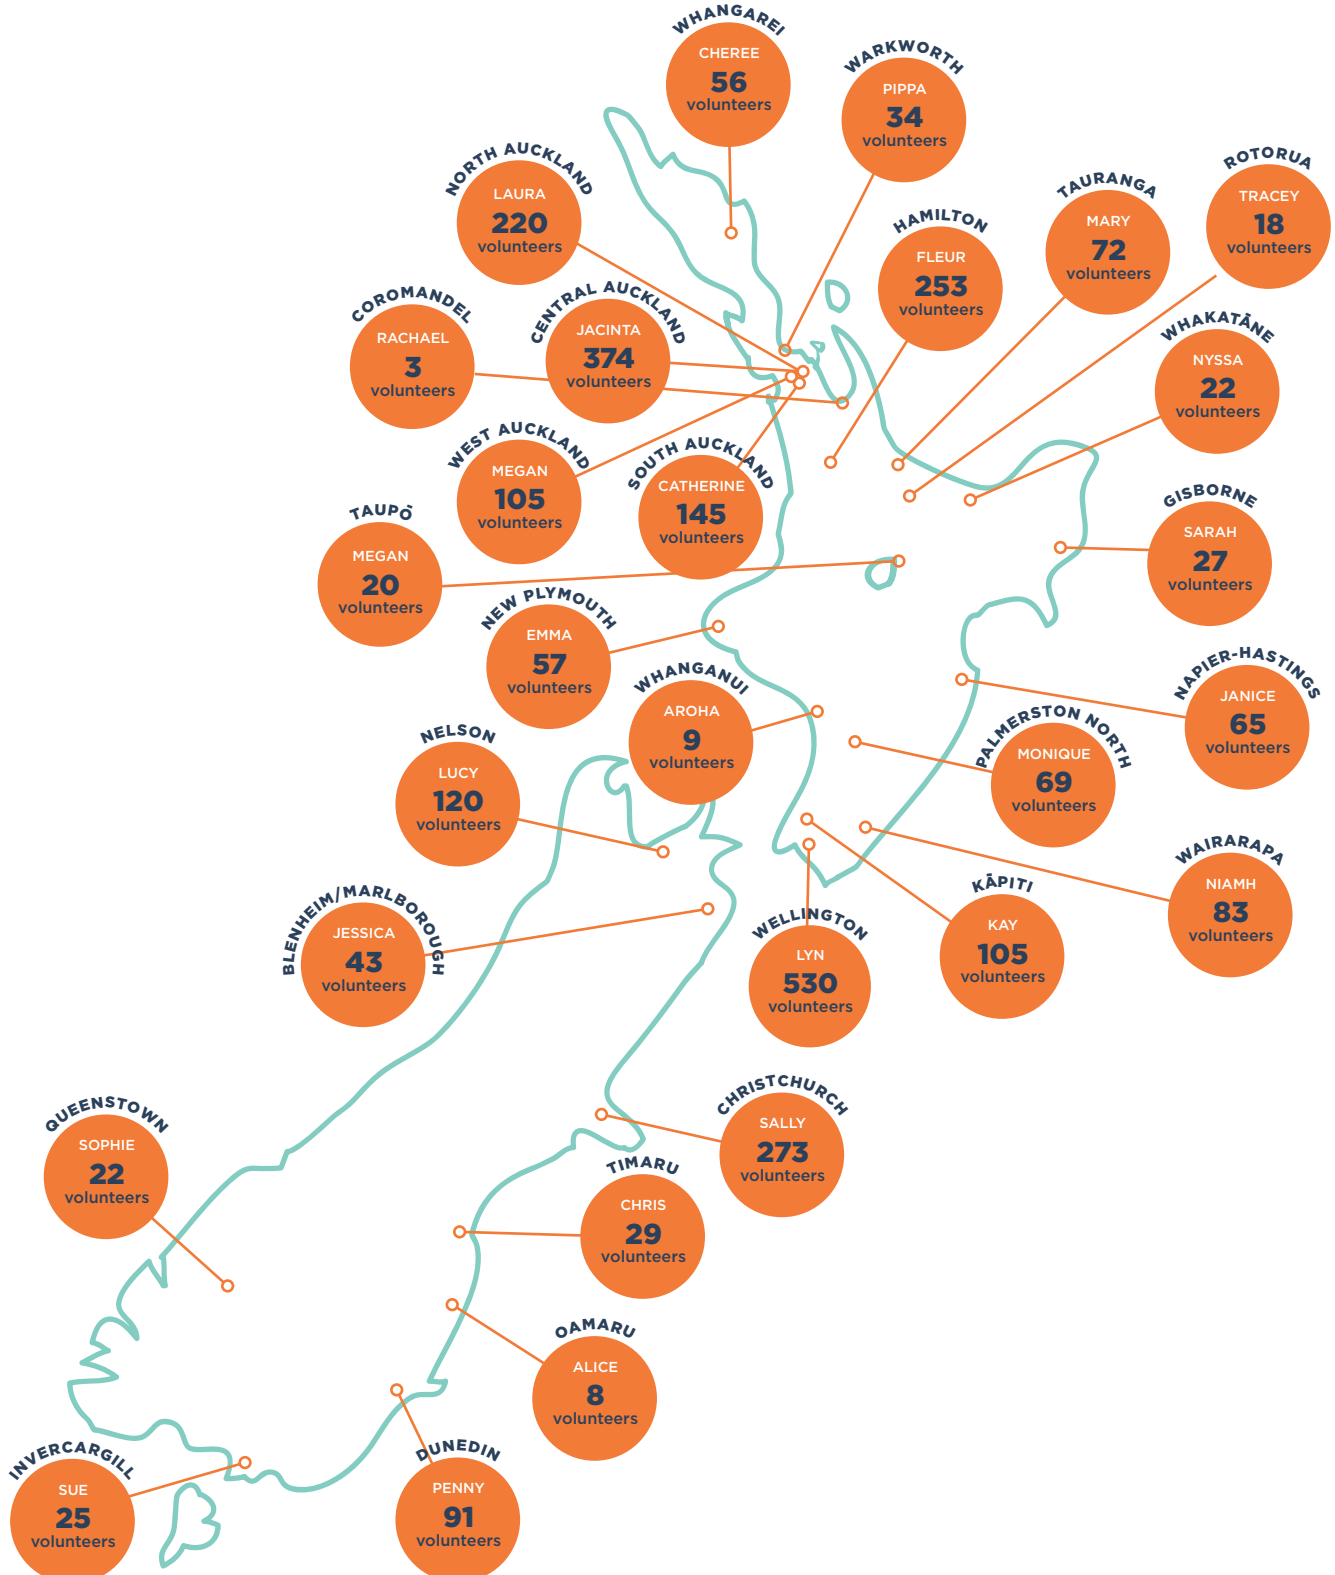 WHANGAREI
CHEREE
56
volunteers
WARKWORTH
PIPPA
34
volunteers
NORTH AUCKLAND
LAURA
220
volunteers
ROTORUA
TRACEY
18
volunteers
TAURANGA
MARY
72
volunteers
HAMILTON
FLEUR
253
volunteers
COROMANDEL
RACHAEL
3
volunteers
CENTRAL AUCKLAND
JACINTA
374
volunteers
WHAKATĀNE
NYSSA
22
volunteers
WEST AUCKLAND
MEGAN
105
volunteers
SOUTH AUCKLAND
CATHERINE
145
volunteers
TAUPŌ
MEGAN
20
volunteers
GISBORNE
SARAH
27
volunteers
NEW PLYMOUTH
EMMA
57
volunteers
WHANGANUI
AROHA
9
volunteers
NAPIER-HASTINGS
JANICE
65
volunteers
PALMERSTON NORTH
MONIQUE
69
volunteers
NELSON
LUCY
120
volunteers
WAIRARAPA
NIAMH
83
volunteers
KĀPITI
KAY
105
volunteers
BLENHEIM/MARLBOROUGH
JESSICA
43
volunteers
WELLINGTON
LYN
530
volunteers
CHRISTCHURCH
SALLY
273
volunteers
QUEENSTOWN
SOPHIE
22
volunteers
TIMARU
CHRIS
29
volunteers
OAMARU
ALICE
8
volunteers
INVERCARGILL
SUE
25
volunteers
DUNEDIN
PENNY
91
volunteers